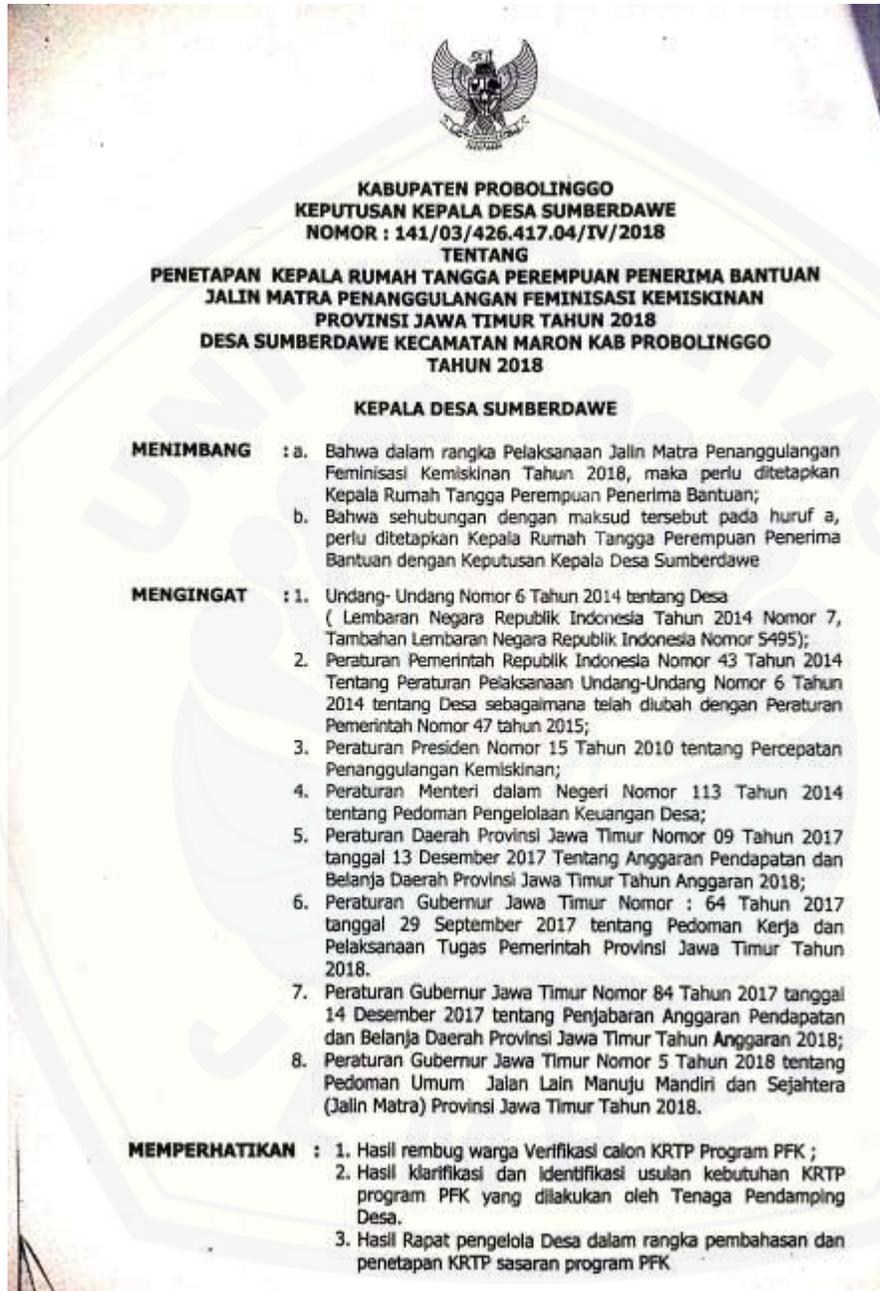 KABUPATEN PROBOLINGGO
KEPUTUSAN KEPALA DESA SUMBERDAWE
NOMOR : 141/03/426.417.04/IV/2018
TENTANG
PENETAPAN KEPALA RUMAH TANGGA PEREMPUAN PENERIMA BANTUAN
JALIN MATRA PENANGGULANGAN FEMINISASI KEMISKINAN
PROVINSI JAWA TIMUR TAHUN 2018
DESA SUMBERDAWE KECAMATAN MARON KAB PROBOLINGGO
TAHUN 2018
KEPALA DESA SUMBERDAWE
MENIMBANG : a. Bahwa dalam rangka Pelaksanaan Jalin Matra Penanggulangan
Feminisasi Kemiskinan Tahun 2018, maka perlu ditetapkan
Kepala Rumah Tangga Perempuan Penerima Bantuan;
b. Bahwa sehubungan dengan maksud tersebut pada huruf a,
perlu ditetapkan Kepala Rumah Tangga Perempuan Penerima
Bantuan dengan Keputusan Kepala Desa Sumberdawe
MENGINGAT : 1. Undang- Undang Nomor 6 Tahun 2014 tentang Desa
( Lembaran Negara Republik Indonesia Tahun 2014 Nomor 7,
Tambahan Lembaran Negara Republik Indonesia Nomor 5495);
2. Peraturan Pemerintah Republik Indonesia Nomor 43 Tahun 2014
Tentang Peraturan Pelaksanaan Undang-Undang Nomor 6 Tahun
2014 tentang Desa sebagaimana telah diubah dengan Peraturan
Pemerintah Nomor 47 tahun 2015;
3. Peraturan Presiden Nomor 15 Tahun 2010 tentang Percepatan
Penanggulangan Kemiskinan;
4. Peraturan Menteri dalam Negeri Nomor 113 Tahun 2014
tentang Pedoman Pengelolaan Keuangan Desa;
5. Peraturan Daerah Provinsi Jawa Timur Nomor 09 Tahun 2017
tanggal 13 Desember 2017 Tentang Anggaran Pendapatan dan
Belanja Daerah Provinsi Jawa Timur Tahun Anggaran 2018;
6. Peraturan Gubernur Jawa Timur Nomor : 64 Tahun 2017
tanggal 29 September 2017 tentang Pedoman Kerja dan
Pelaksanaan Tugas Pemerintah Provinsi Jawa Timur Tahun
2018.
7. Peraturan Gubernur Jawa Timur Nomor 84 Tahun 2017 tanggal
14 Desember 2017 tentang Penjabaran Anggaran Pendapatan
dan Belanja Daerah Provinsi Jawa Timur Tahun Anggaran 2018;
8. Peraturan Gubernur Jawa Timur Nomor 5 Tahun 2018 tentang
Pedoman Umum Jalan Lain Manuju Mandiri dan Sejahtera
(Jalin Matra) Provinsi Jawa Timur Tahun 2018.
MEMPERHATIKAN : 1. Hasil rembug warga Verifikasi calon KRTP Program PFK ;
2. Hasil klarifikasi dan identifikasi usulan kebutuhan KRTP
program PFK yang dilakukan oleh Tenaga Pendamping
Desa.
3. Hasil Rapat pengelola Desa dalam rangka pembahasan dan
penetapan KRTP sasaran program PFK